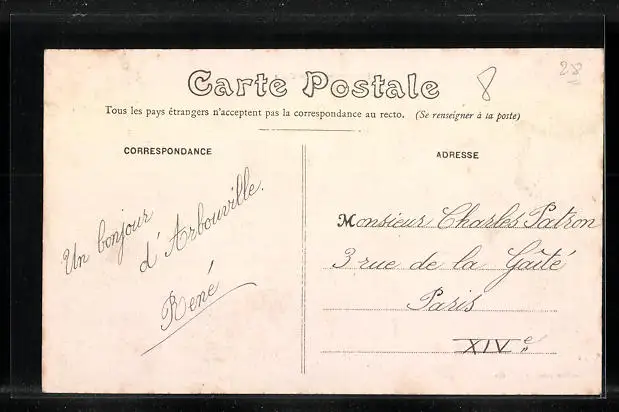 Carte Postale
8
28
Tous les pays étrangers n'acceptent pas la correspondance au recto. (Se renseigner à la poste)
CORRESPONDANCE
Un bonjour
d'Arbouville.
René
ADRESSE
Monsieur Charles Patron
3 rue de la Gaîté
Paris
XIVe